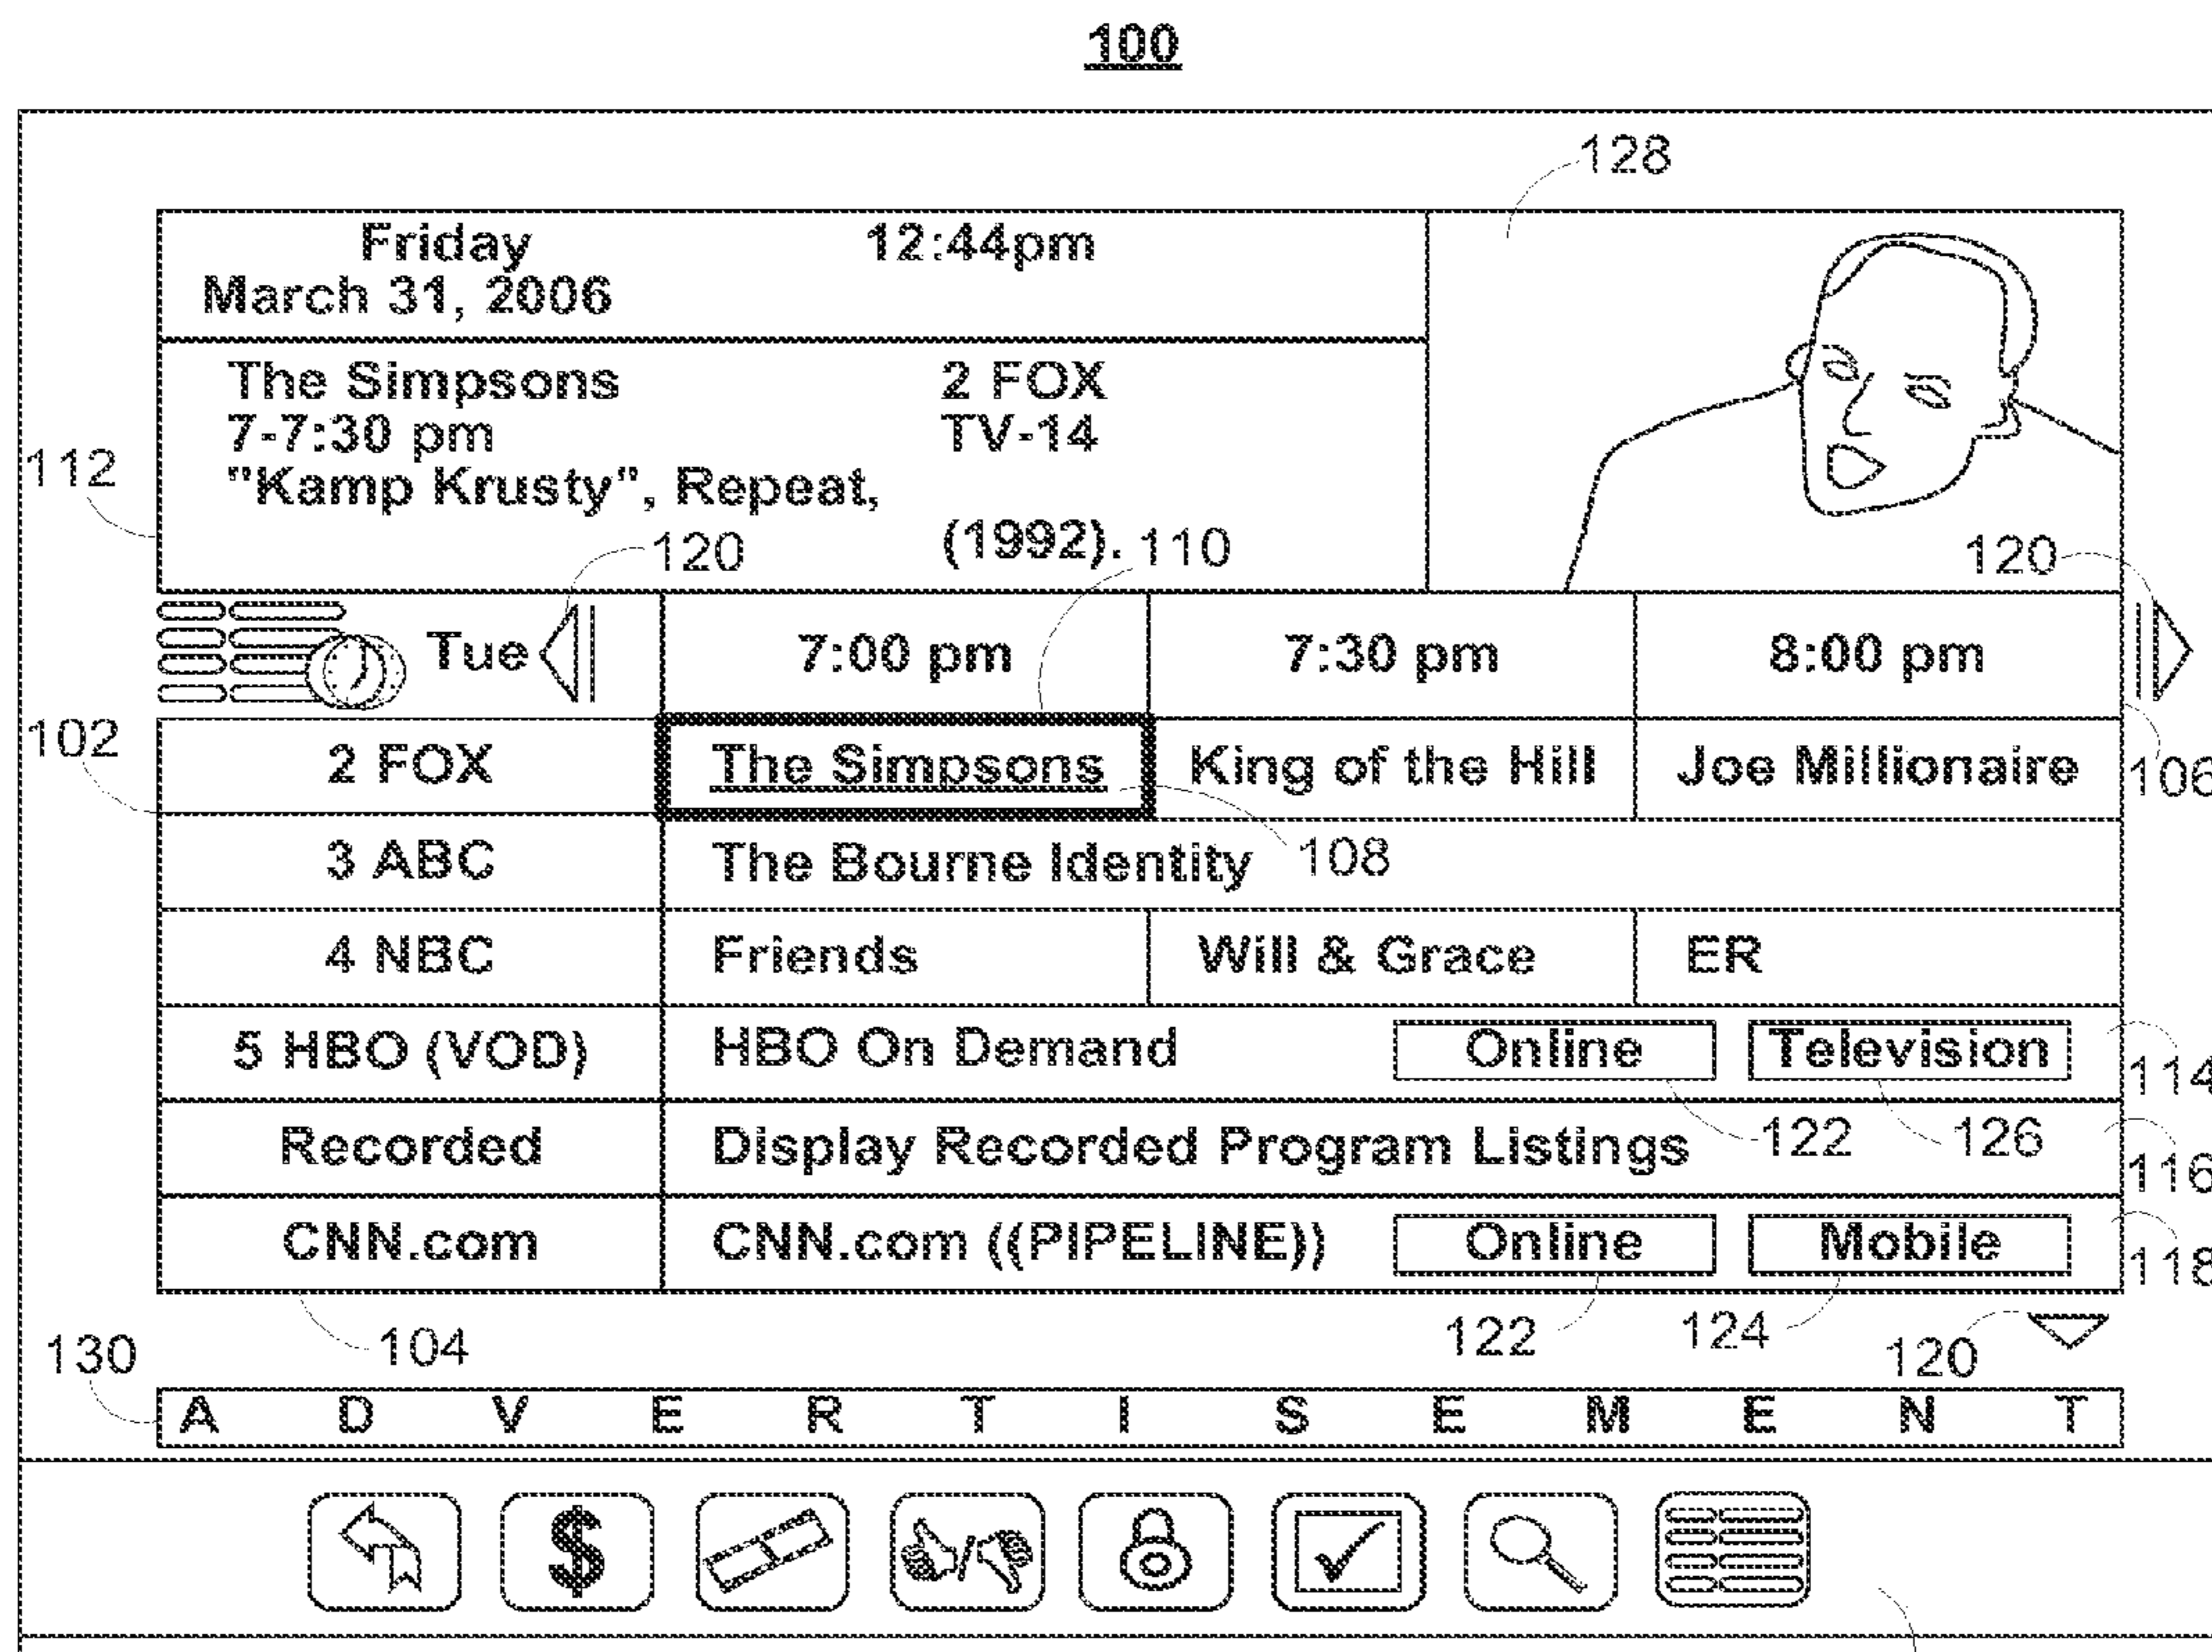 100
128
Friday 12:44pm
March 31, 2006
The Simpsons 2 FOX
7-7:30 pm TV-14
112
"Kamp Krusty", Repeat,
(1992).
120 110 120
Tue 7:00 pm 7:30 pm 8:00 pm
102
2 FOX The Simpsons King of the Hill Joe Millionaire
106
3 ABC The Bourne Identity 108
4 NBC Friends Will & Grace ER
5 HBO (VOD) HBO On Demand Online Television
114
Recorded Display Recorded Program Listings 122 126
116
CNN.com CNN.com ((PIPELINE)) Online Mobile
118
130 104 122 124 120
A D V E R T I S E M E N T
$